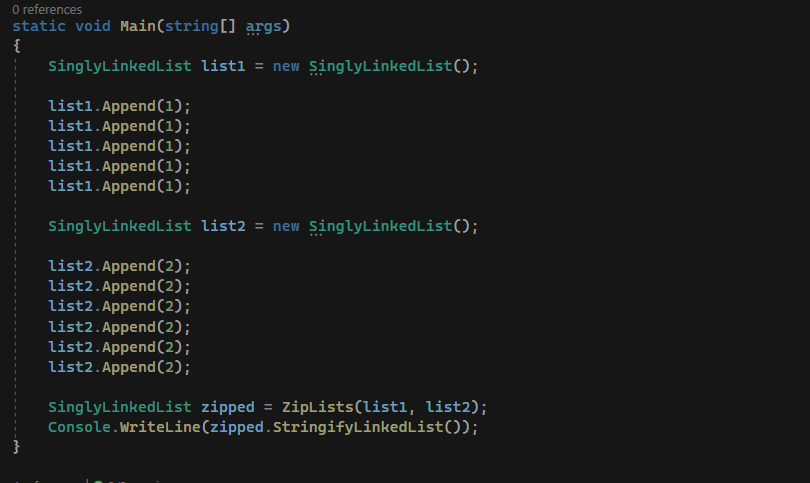 0 references
static void Main(string[] args)
{
SinglyLinkedList list1 = new SinglyLinkedList();
list1.Append(1);
list1.Append(1);
list1.Append(1);
list1.Append(1);
list1.Append(1);
SinglyLinkedList list2 = new SinglyLinkedList();
list2.Append(2);
list2.Append(2);
list2.Append(2);
list2.Append(2);
list2.Append(2);
list2.Append(2);
SinglyLinkedList zipped = ZipLists(list1, list2);
Console.WriteLine(zipped.StringifyLinkedList());
}